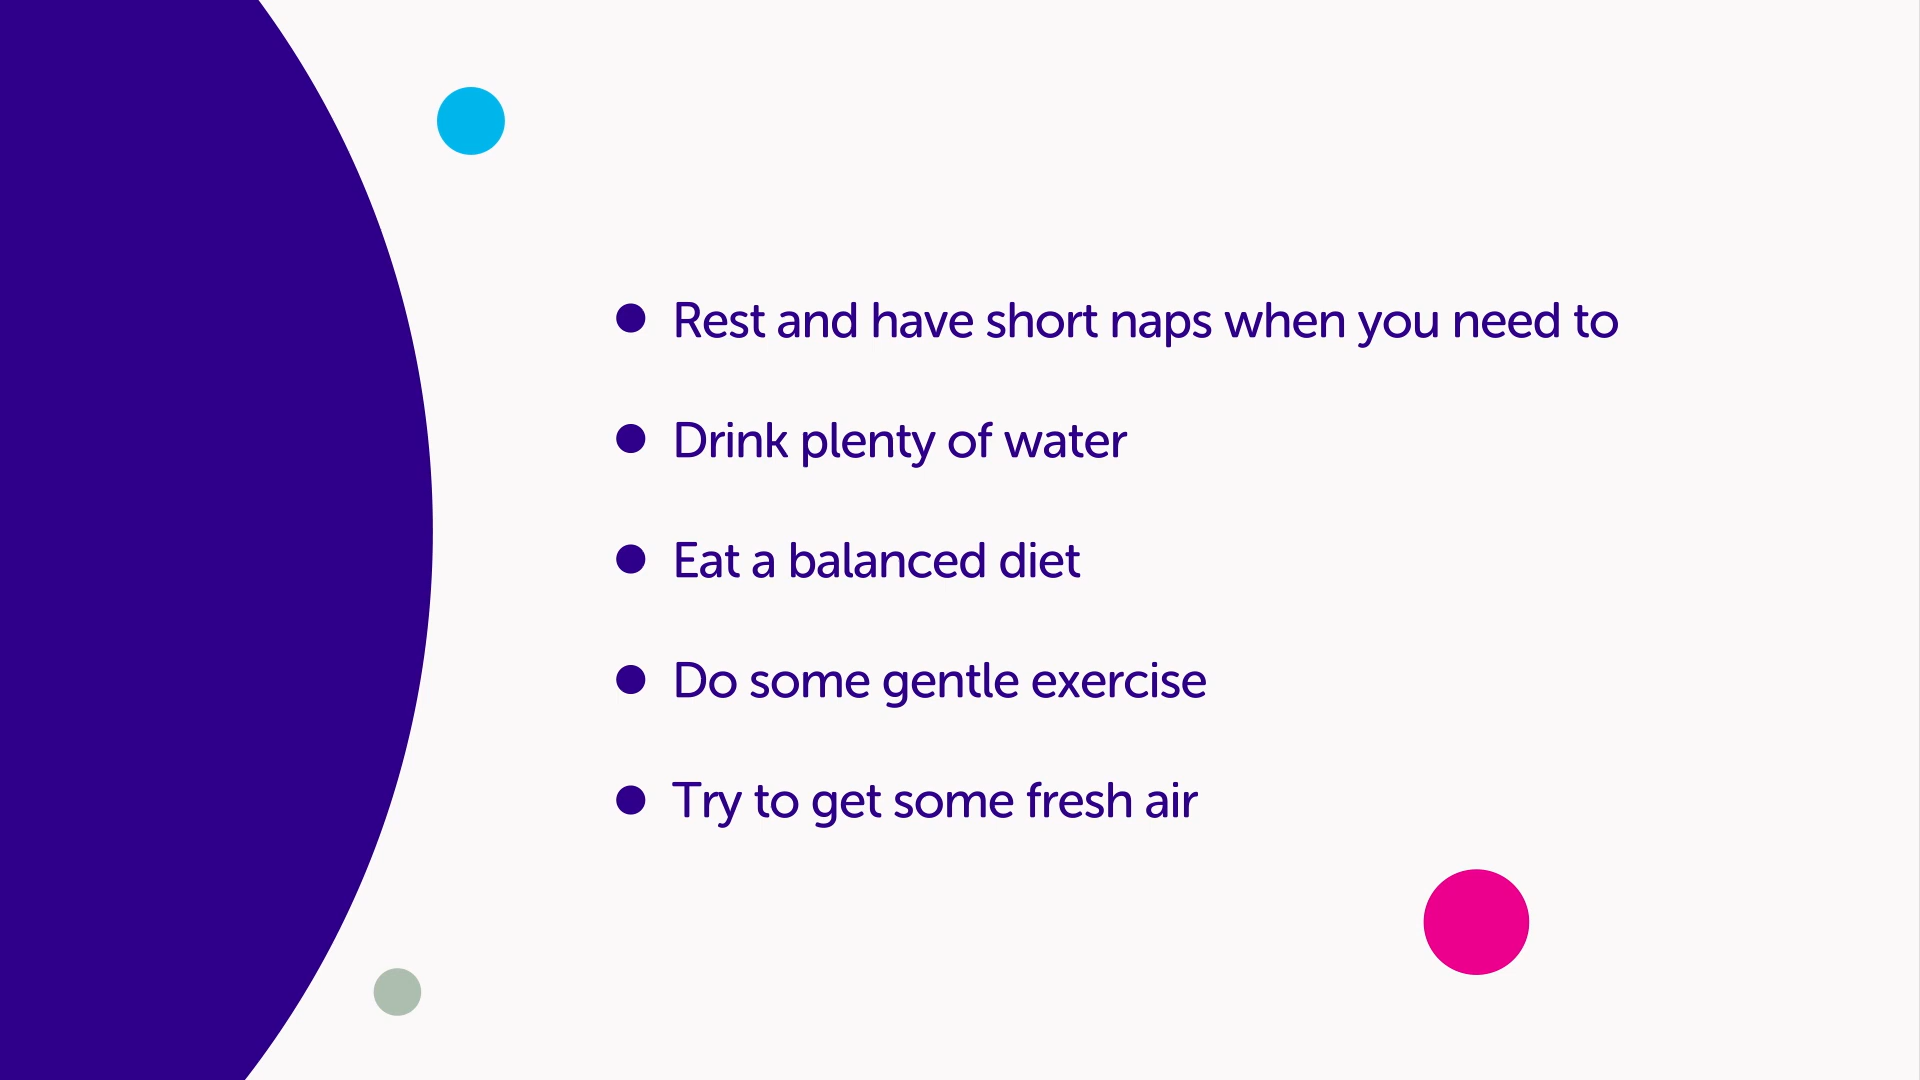 Rest and have short naps when you need to
Drink plenty of water
Eat a balanced diet
Do some gentle exercise
Try to get some fresh air